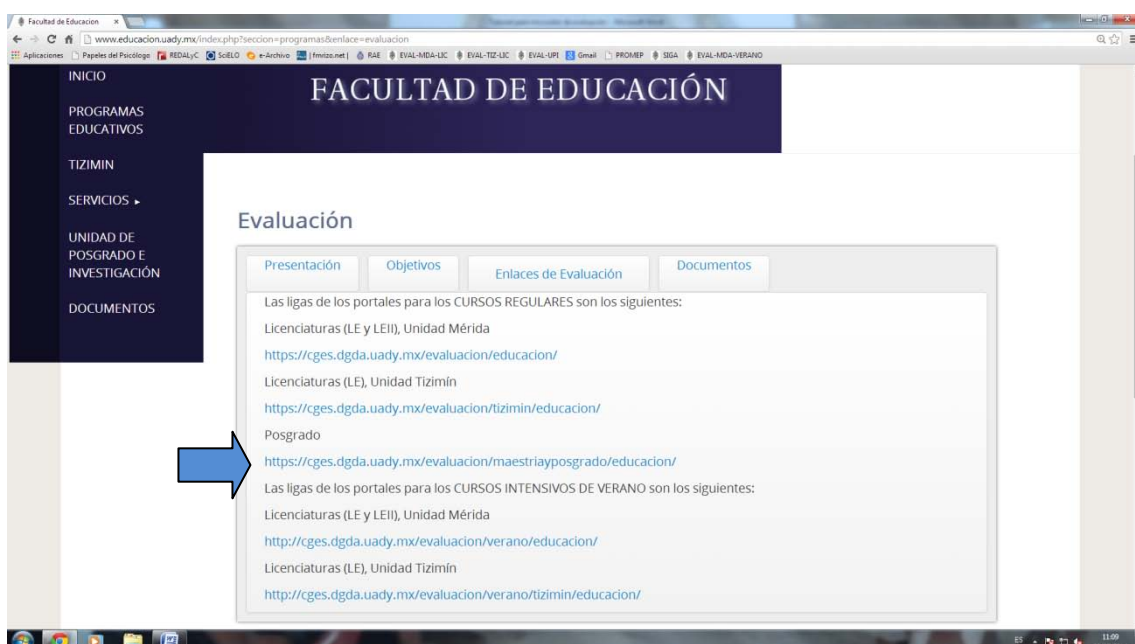 Facultad de Educacion
www.educacion.uady.mx/index.php?seccion=programas&enlace=evaluacion
Aplicaciones Papeles del Psicólogo REDALyC SciELO e-Archivo | fmrizo.net | RAE EVAL-MDA-LIC EVAL-TIZ-LIC EVAL-UPI Gmail PROMEP SIGA EVAL-MDA-VERANO
INICIO
PROGRAMAS
EDUCATIVOS
TIZIMIN
SERVICIOS ▸
UNIDAD DE
POSGRADO E
INVESTIGACIÓN
DOCUMENTOS
FACULTAD DE EDUCACIÓN
Evaluación
Presentación Objetivos Enlaces de Evaluación Documentos
Las ligas de los portales para los CURSOS REGULARES son los siguientes:
Licenciaturas (LE y LEII), Unidad Mérida
https://cges.dgda.uady.mx/evaluacion/educacion/
Licenciaturas (LE), Unidad Tizimín
https://cges.dgda.uady.mx/evaluacion/tizimin/educacion/
Posgrado
https://cges.dgda.uady.mx/evaluacion/maestriayposgrado/educacion/
Las ligas de los portales para los CURSOS INTENSIVOS DE VERANO son los siguientes:
Licenciaturas (LE y LEII), Unidad Mérida
http://cges.dgda.uady.mx/evaluacion/verano/educacion/
Licenciaturas (LE), Unidad Tizimín
http://cges.dgda.uady.mx/evaluacion/verano/tizimin/educacion/
ES 11:09